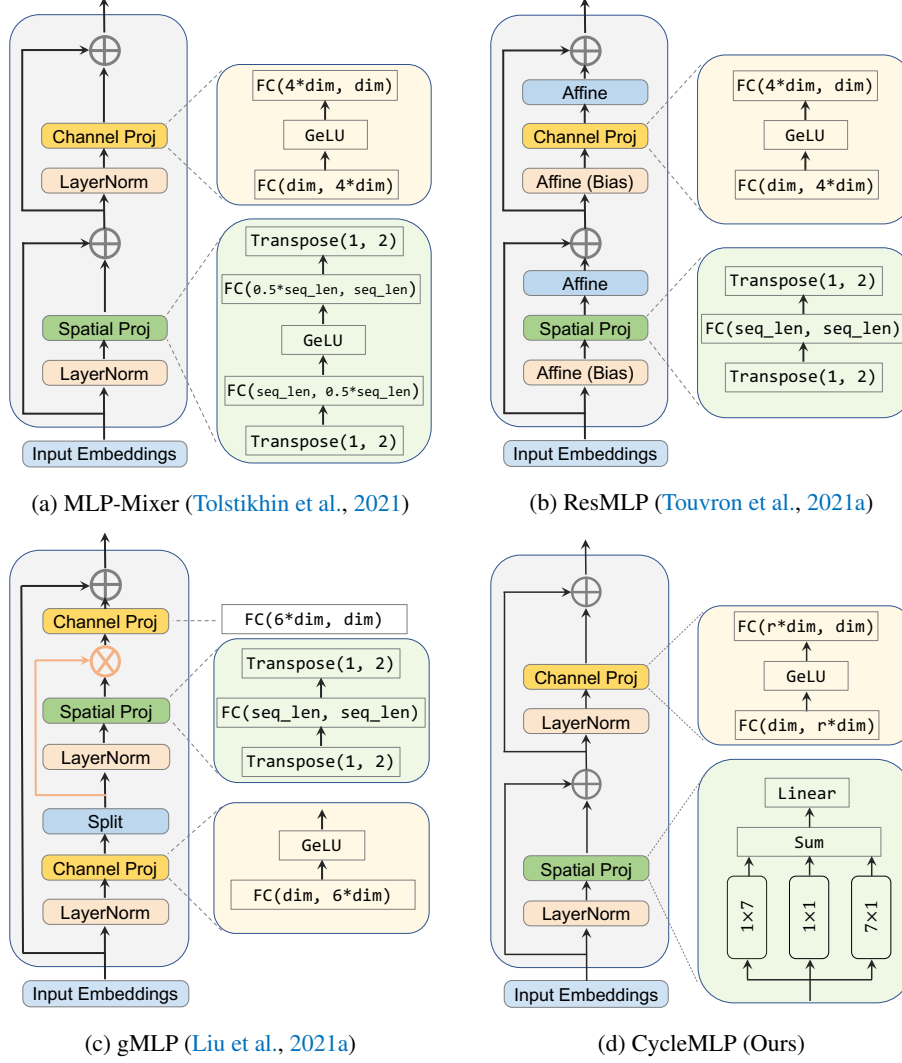 FC(4*dim, dim)
Channel Proj
GeLU
LayerNorm
FC(dim, 4*dim)
Transpose(1, 2)
FC(0.5*seq_len, seq_len)
Spatial Proj
GeLU
LayerNorm
FC(seq_len, 0.5*seq_len)
Transpose(1, 2)
Input Embeddings
(a) MLP-Mixer (Tolstikhin et al., 2021)
Affine
FC(4*dim, dim)
Channel Proj
GeLU
Affine (Bias)
FC(dim, 4*dim)
Affine
Transpose(1, 2)
Spatial Proj
FC(seq_len, seq_len)
Affine (Bias)
Transpose(1, 2)
Input Embeddings
(b) ResMLP (Touvron et al., 2021a)
Channel Proj
FC(6*dim, dim)
Transpose(1, 2)
Spatial Proj
FC(seq_len, seq_len)
LayerNorm
Transpose(1, 2)
Split
GeLU
Channel Proj
FC(dim, 6*dim)
LayerNorm
Input Embeddings
(c) gMLP (Liu et al., 2021a)
FC(r*dim, dim)
Channel Proj
GeLU
LayerNorm
FC(dim, r*dim)
Linear
Sum
Spatial Proj
1×7
1×1
7×1
LayerNorm
Input Embeddings
(d) CycleMLP (Ours)